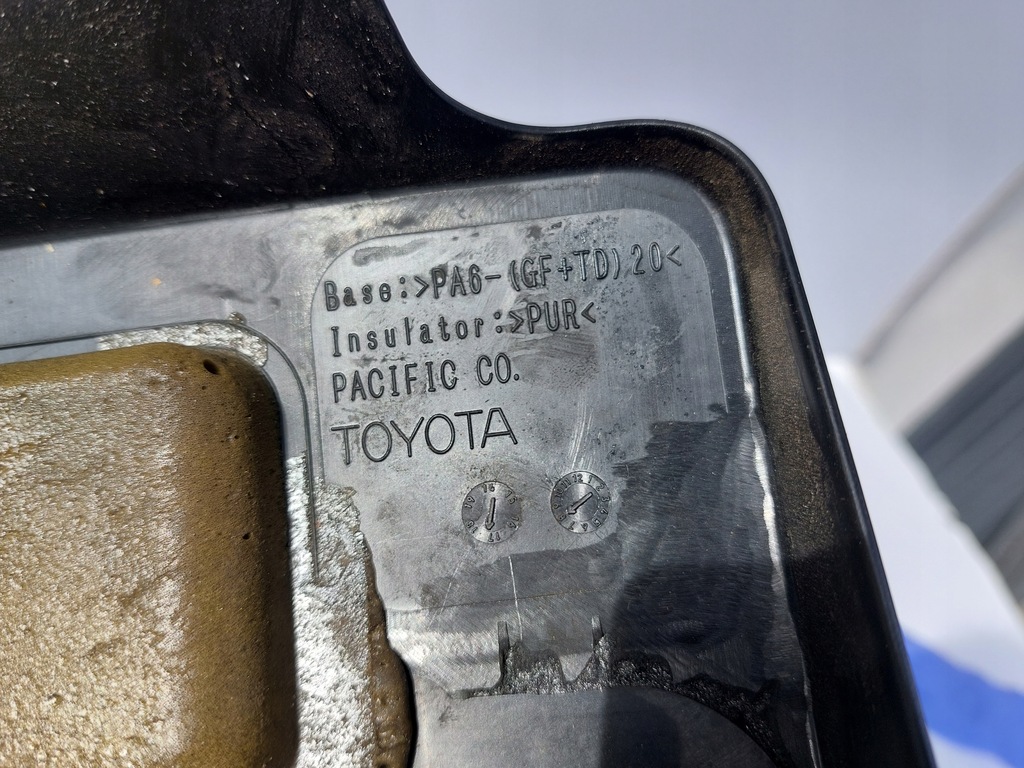 Base:>PA6-(GF+TD)20<
Insulator:>PUR<
PACIFIC CO.
TOYOTA